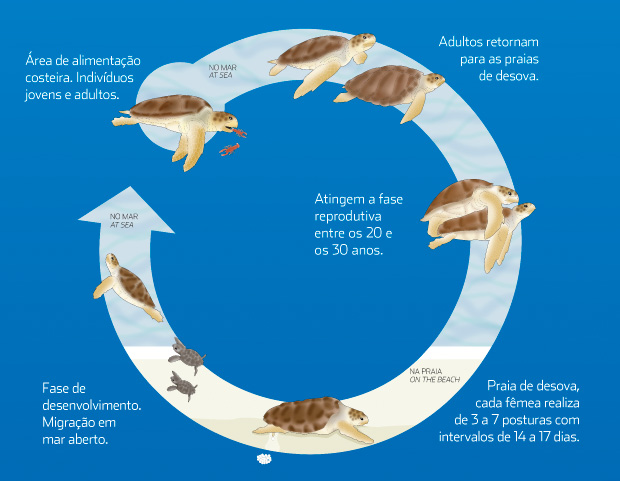 Área de alimentação
costeira. Indivíduos
jovens e adultos.
NO MAR
AT SEA
Adultos retornam
para as praias
de desova.
Atingem a fase
reprodutiva
entre os 20 e
os 30 anos.
NO MAR
AT SEA
NA PRAIA
ON THE BEACH
Fase de
desenvolvimento.
Migração em
mar aberto.
Praia de desova,
cada fêmea realiza
de 3 a 7 posturas com
intervalos de 14 a 17 dias.